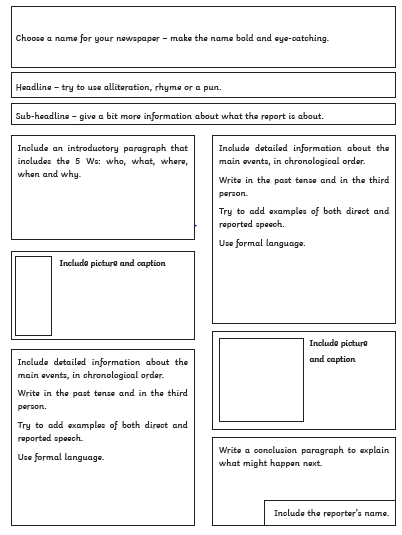 Choose a name for your newspaper – make the name bold and eye-catching.
Headline – try to use alliteration, rhyme or a pun.
Sub-headline – give a bit more information about what the report is about.
Include an introductory paragraph that
includes the 5 Ws: who, what, where,
when and why.
Include picture and caption
Include detailed information about the
main events, in chronological order.
Write in the past tense and in the third
person.
Try to add examples of both direct and
reported speech.
Use formal language.
Include detailed information about the
main events, in chronological order.
Write in the past tense and in the third
person.
Try to add examples of both direct and
reported speech.
Use formal language.
Include picture
and caption
Write a conclusion paragraph to explain
what might happen next.
Include the reporter's name.